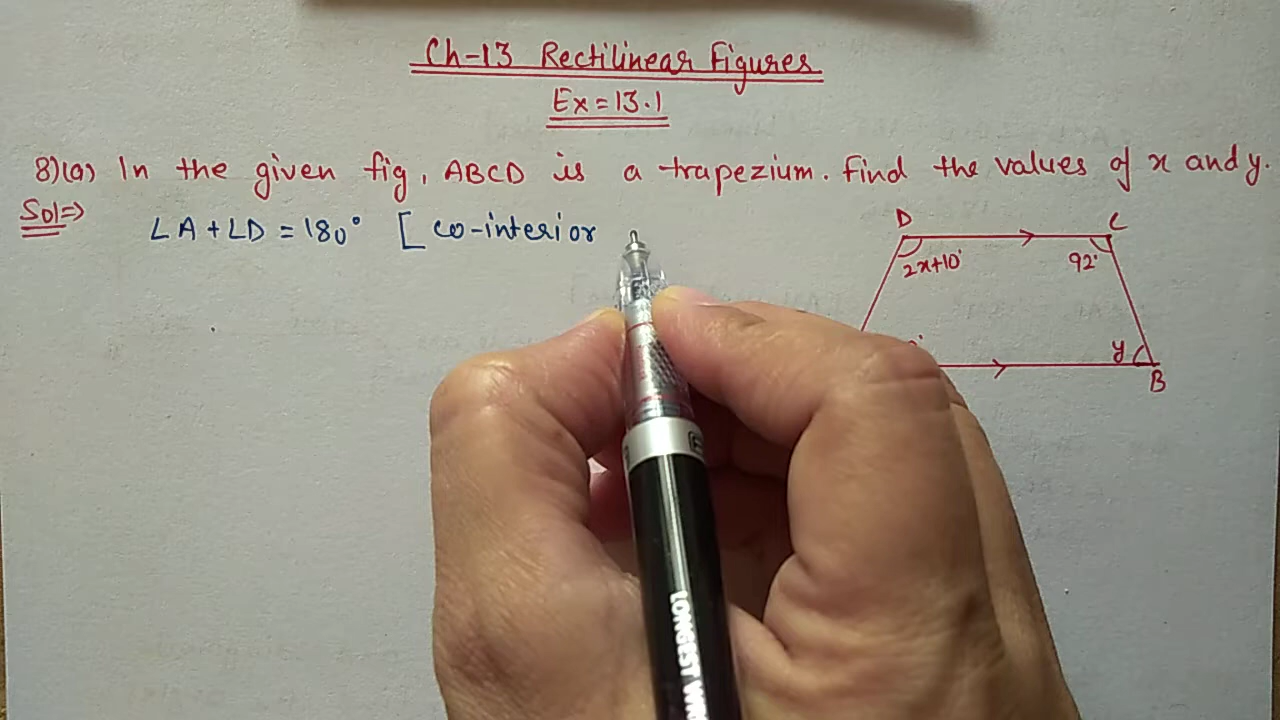 Ch-13 Rectilinear Figures
Ex=13.1
8)(a) In the given fig, ABCD is a trapezium. Find the values of x and y.
Sol=>
∠A+∠D=180° [co-interior
D
C
2x+10°
92°
y
B
LONGEST